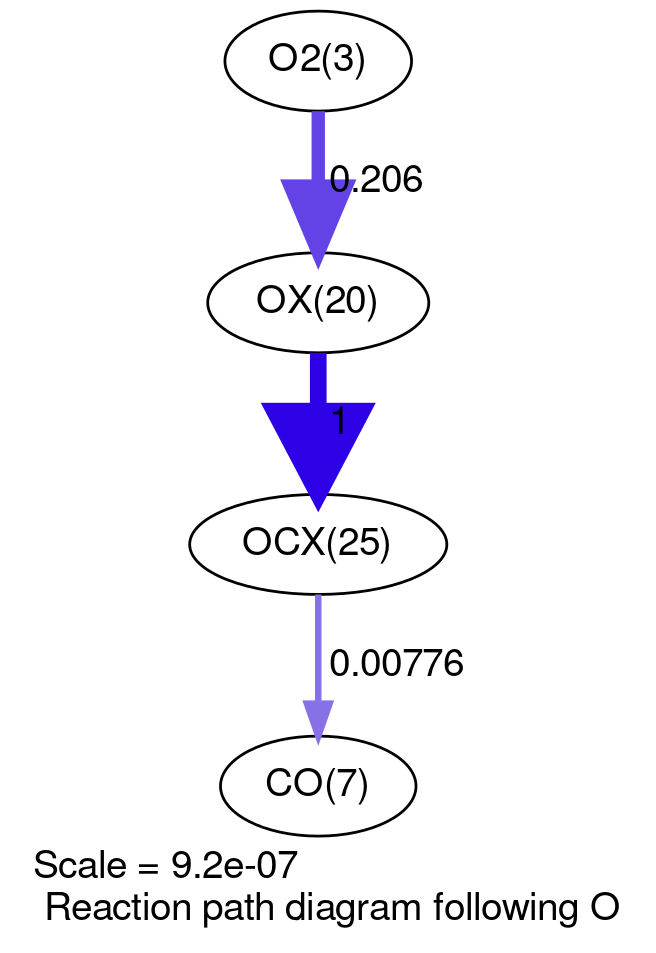 O2(3)
0.206
OX(20)
1
OCX(25)
0.00776
CO(7)
Scale = 9.2e-07
Reaction path diagram following O